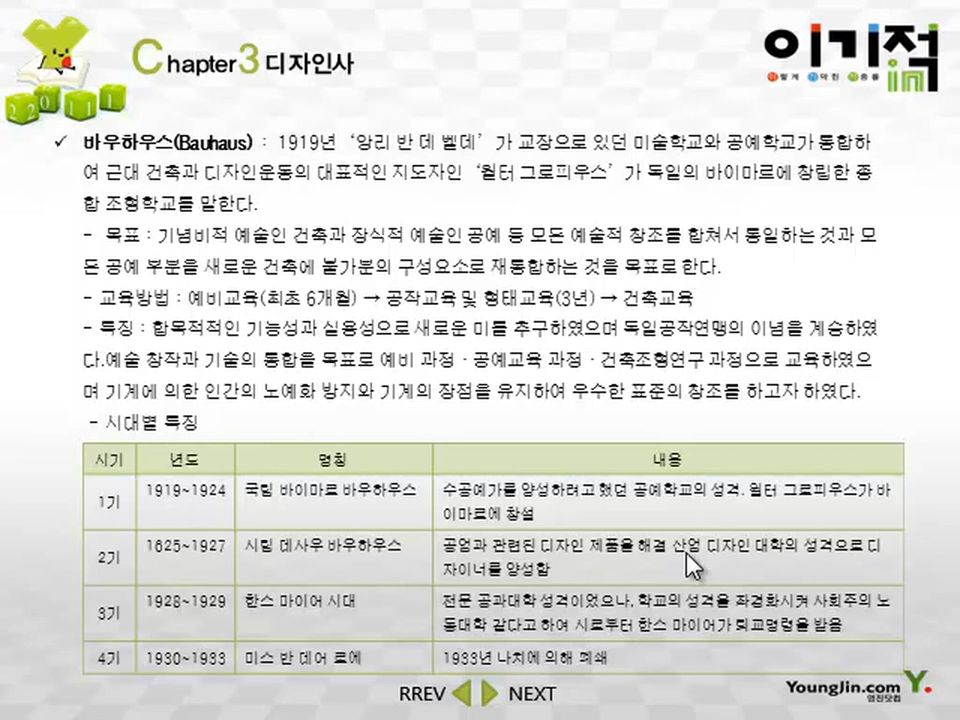 Chapter3 디자인사
이기적in
이렇게 기막힌 적중률
2011
✓ 바우하우스(Bauhaus) : 1919년 ‘앙리 반 데 벨데’가 교장으로 있던 미술학교와 공예학교가 통합하
여 근대 건축과 디자인운동의 대표적인 지도자인 ‘월터 그로피우스’가 독일의 바이마르에 창립한 종
합 조형학교를 말한다.
- 목표 : 기념비적 예술인 건축과 장식적 예술인 공예 등 모든 예술적 창조를 합쳐서 통일하는 것과 모
든 공예 부분을 새로운 건축에 불가분의 구성요소로 재통합하는 것을 목표로 한다.
- 교육방법 : 예비교육(최초 6개월) → 공작교육 및 형태교육(3년) → 건축교육
- 특징 : 합목적적인 기능성과 실용성으로 새로운 미를 추구하였으며 독일공작연맹의 이념을 계승하였
다.예술 창작과 기술의 통합을 목표로 예비 과정 · 공예교육 과정 · 건축조형연구 과정으로 교육하였으
며 기계에 의한 인간의 노예화 방지와 기계의 장점을 유지하여 우수한 표준의 창조를 하고자 하였다.
- 시대별 특징
시기 년도 명칭 내용
1기 1919~1924 국립 바이마르 바우하우스 수공예가를 양성하려고 했던 공예학교의 성격. 월터 그로피우스가 바
이마르에 창설
2기 1625~1927 시립 데사우 바우하우스 공업과 관련된 디자인 제품을 해결 산업 디자인 대학의 성격으로 디
자이너를 양성함
3기 1928~1929 한스 마이어 시대 전문 공과대학 성격이었으나, 학교의 성격을 좌경화시켜 사회주의 노
동대학 같다고 하여 시로부터 한스 마이어가 퇴교명령을 받음
4기 1930~1933 미스 반 데어 로에 1933년 나치에 의해 폐쇄
RREV NEXT
YoungJin.com Y.
영진닷컴